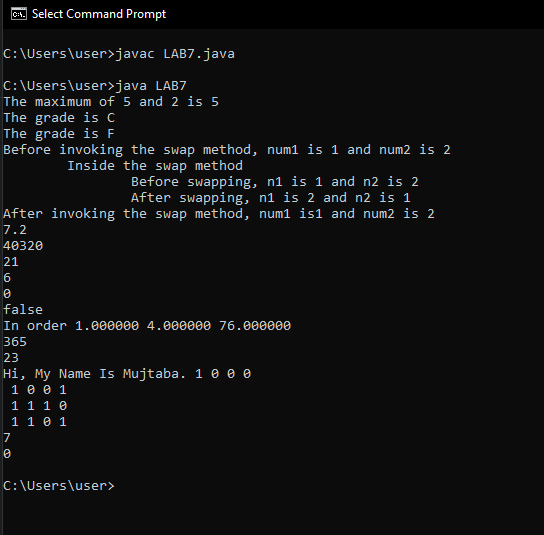 Select Command Prompt
C:\Users\user>javac LAB7.java
C:\Users\user>java LAB7
The maximum of 5 and 2 is 5
The grade is C
The grade is F
Before invoking the swap method, num1 is 1 and num2 is 2
Inside the swap method
Before swapping, n1 is 1 and n2 is 2
After swapping, n1 is 2 and n2 is 1
After invoking the swap method, num1 is1 and num2 is 2
7.2
40320
21
6
0
false
In order 1.000000 4.000000 76.000000
365
23
Hi, My Name Is Mujtaba. 1 0 0 0
1 0 0 1
1 1 1 0
1 1 0 1
7
0
C:\Users\user>